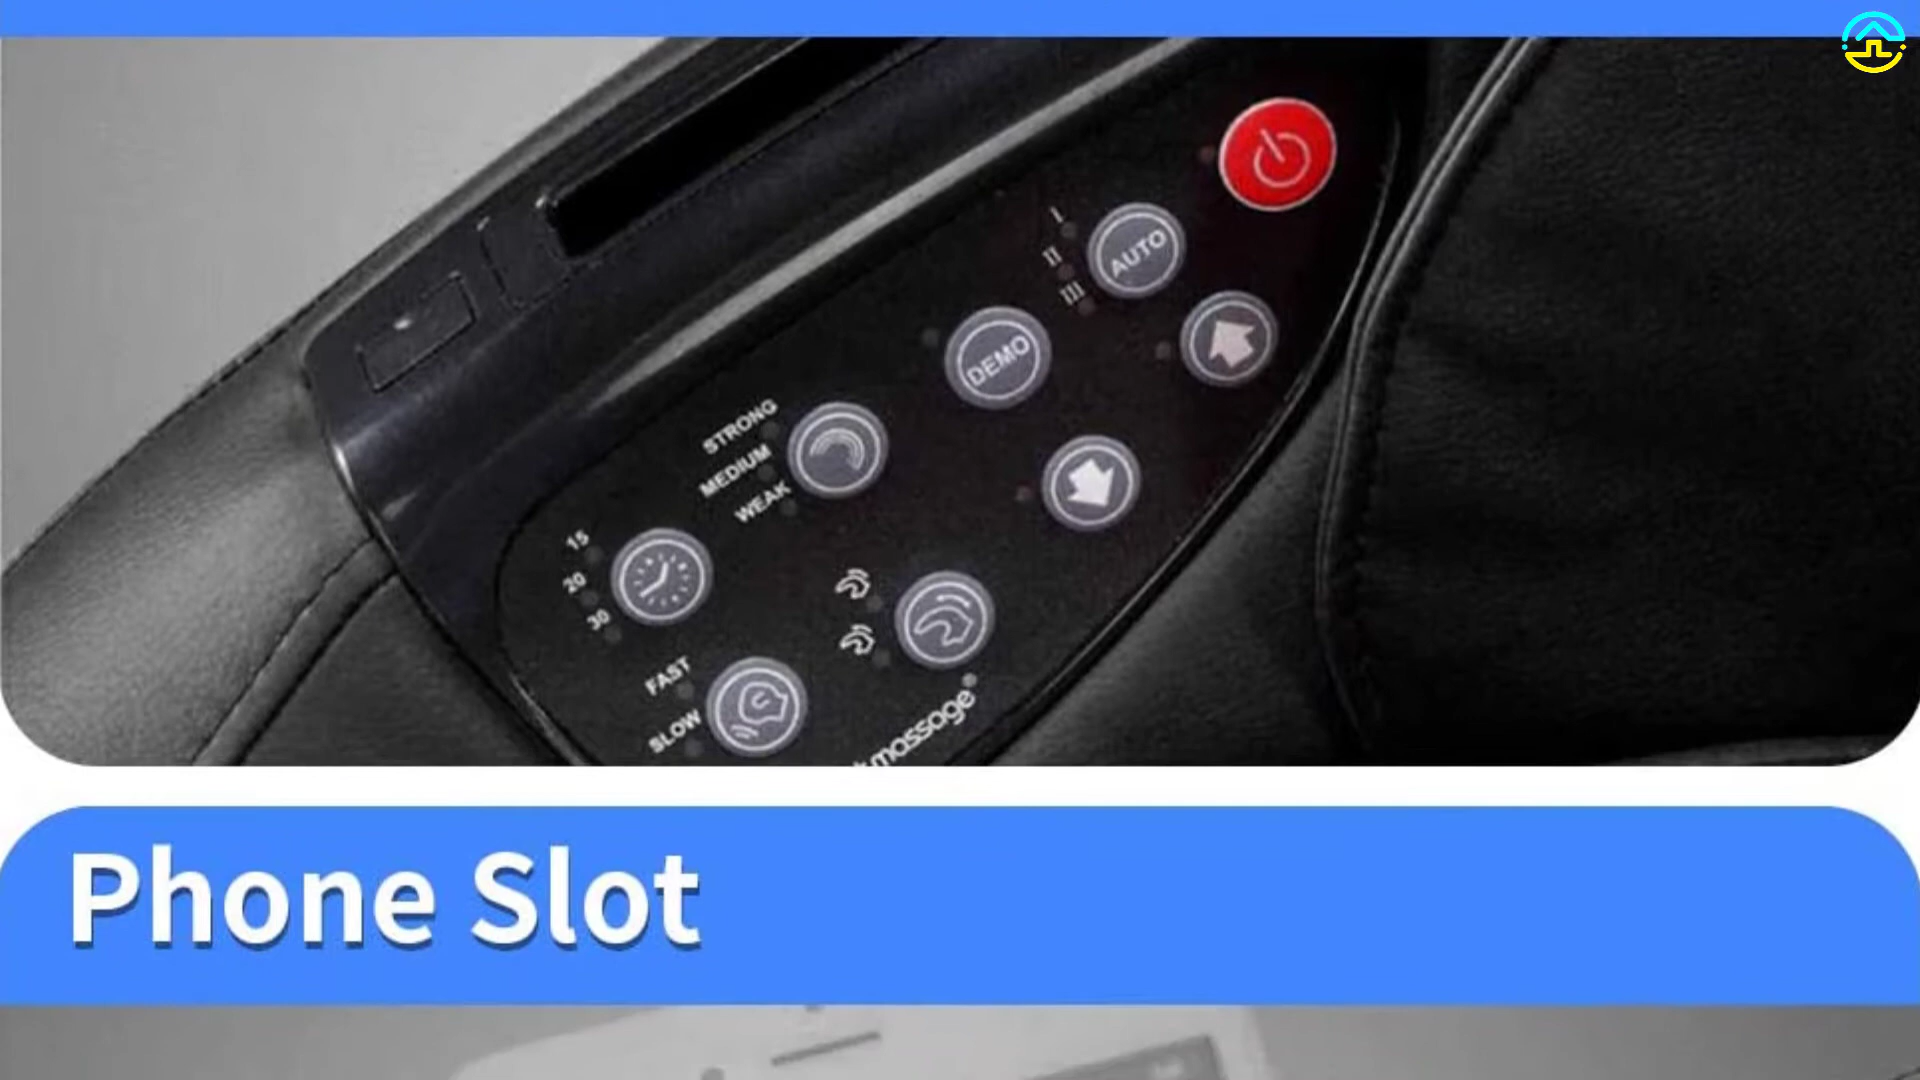 I
II
III
AUTO
DEMO
STRONG
MEDIUM
WEAK
15
20
30
FAST
SLOW
massage®
Phone Slot